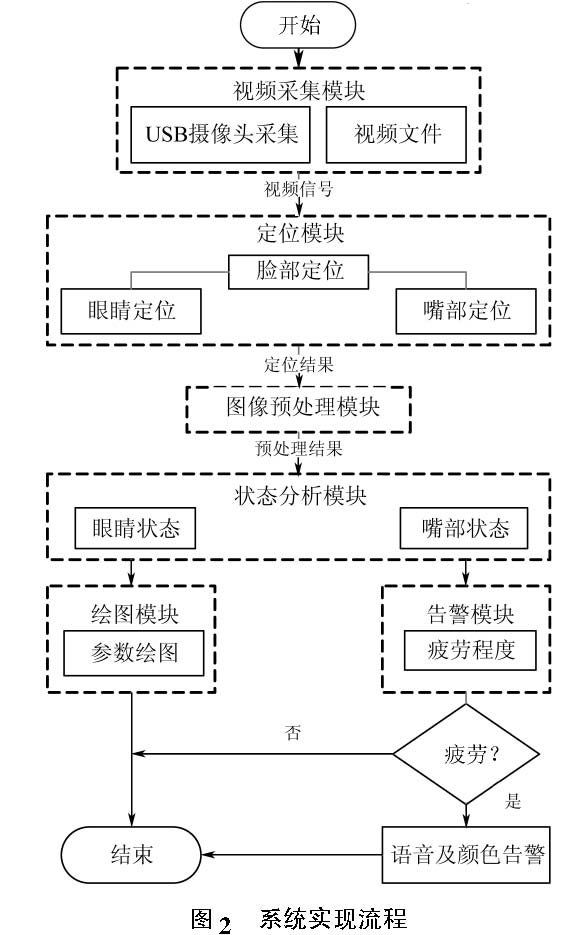 开始
视频采集模块
USB摄像头采集
视频文件
视频信号
定位模块
脸部定位
眼睛定位
嘴部定位
定位结果
图像预处理模块
预处理结果
状态分析模块
眼睛状态
嘴部状态
绘图模块
告警模块
参数绘图
疲劳程度
否
疲劳?
是
结束
语音及颜色告警
图2 系统实现流程